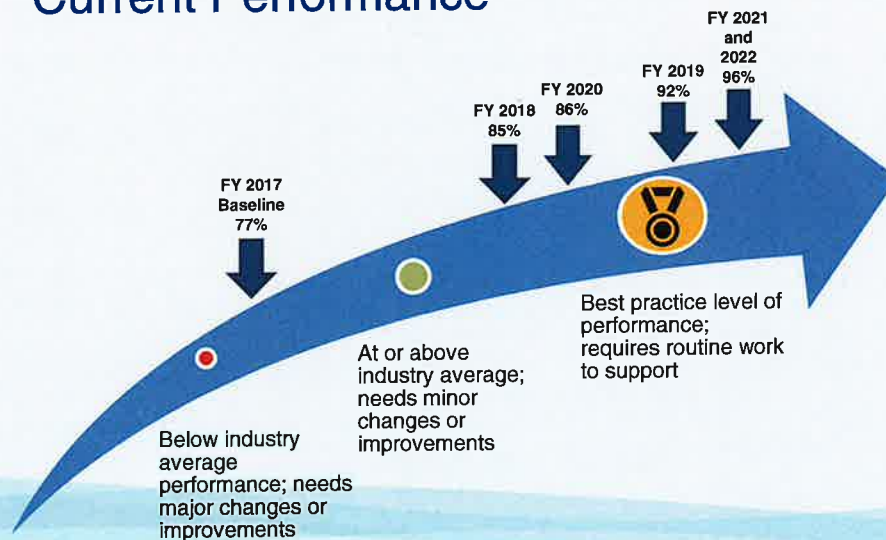 Current Performance
FY 2021
and
2022
96%
FY 2019
92%
FY 2020
86%
FY 2018
85%
FY 2017
Baseline
77%
Best practice level of
performance;
requires routine work
to support
At or above
industry average;
needs minor
changes or
improvements
Below industry
average
performance; needs
major changes or
improvements